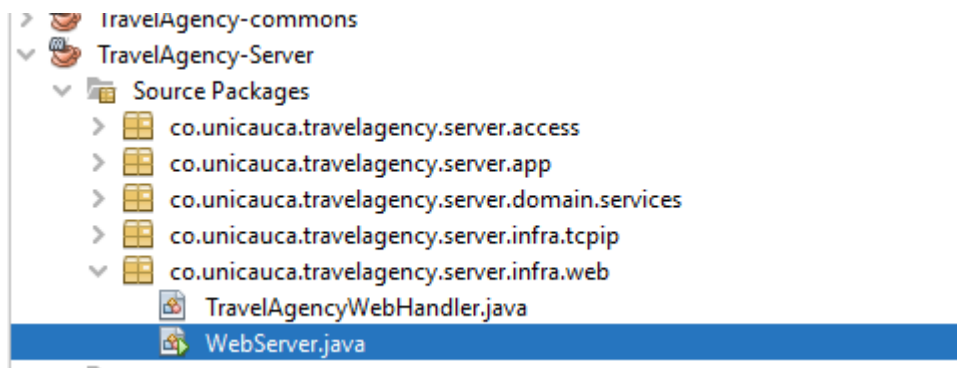 TravelAgency-commons
TravelAgency-Server
Source Packages
co.unicauca.travelagency.server.access
co.unicauca.travelagency.server.app
co.unicauca.travelagency.server.domain.services
co.unicauca.travelagency.server.infra.tcpip
co.unicauca.travelagency.server.infra.web
TravelAgencyWebHandler.java
WebServer.java